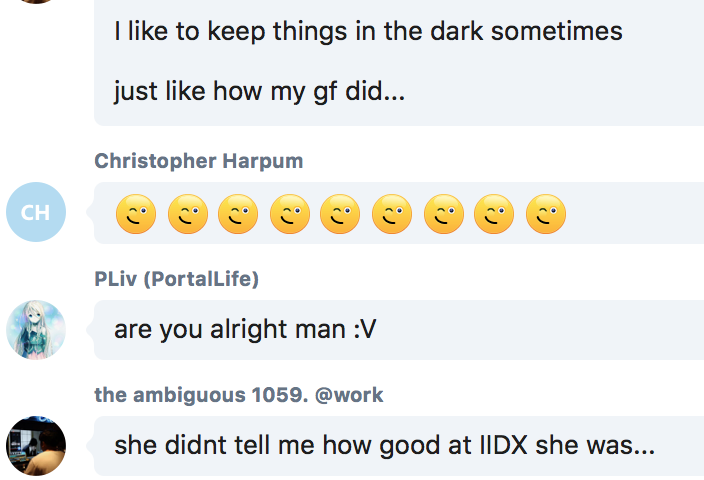 I like to keep things in the dark sometimes
just like how my gf did...
Christopher Harpum
CH
PLiv (PortalLife)
are you alright man :V
the ambiguous 1059. @work
she didnt tell me how good at IIDX she was...